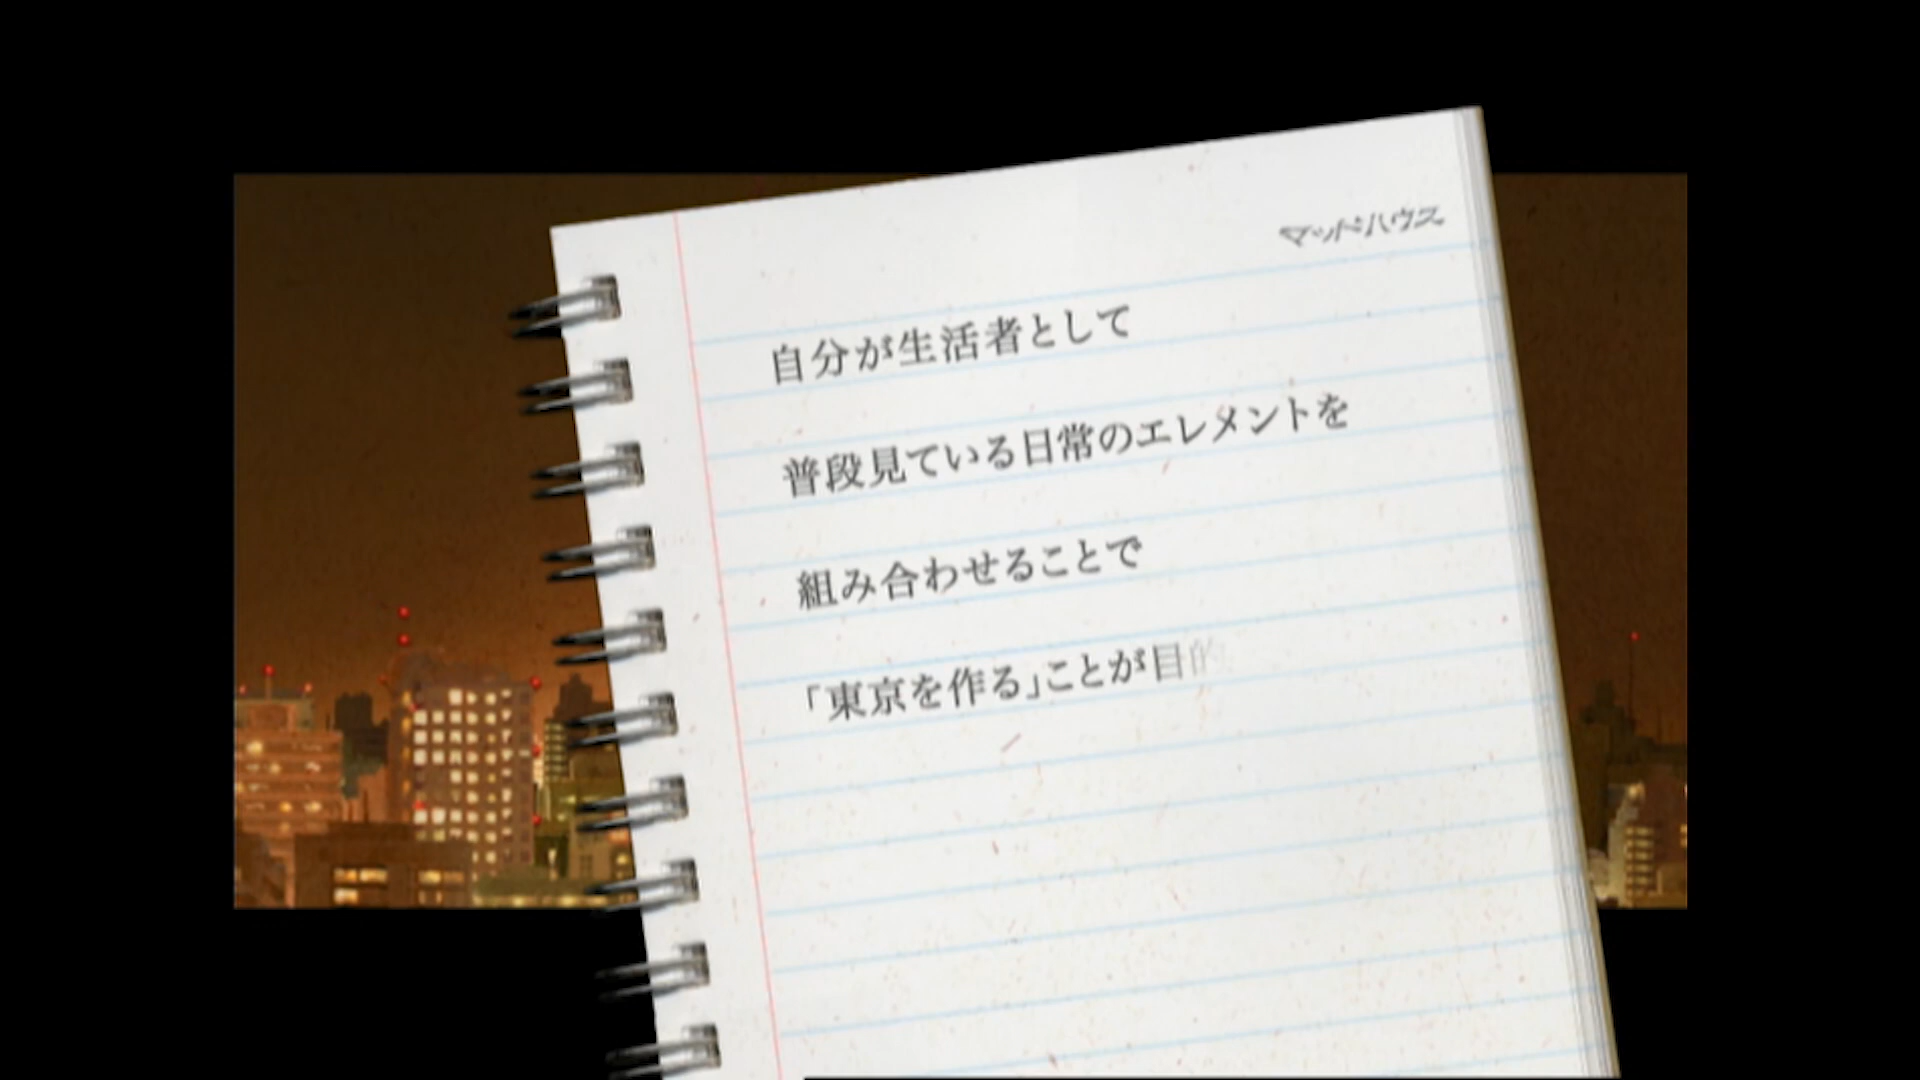 マッドハウス
自分が生活者として
普段見ている日常のエレメントを
組み合わせることで
「東京を作る」ことが目的